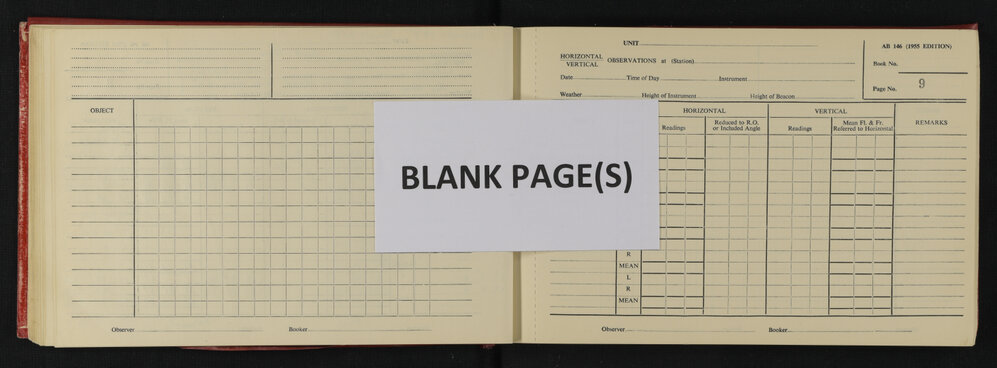 OBJECT
Observer
Booker
BLANK PAGE(S)
UNIT
AB 146 (1955 EDITION)
HORIZONTAL
VERTICAL
OBSERVATIONS at (Station)
Book No.
Date Time of Day Instrument
Page No. 9
Weather Height of Instrument Height of Beacon
HORIZONTAL VERTICAL REMARKS
Readings
Reduced to R.O.
or Included Angle
Readings
Mean Fl. & Fr.
Referred to Horizontal
R
MEAN
L
R
MEAN
Observer Booker